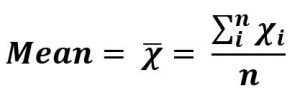 Mean = χ̅ = ∑ᵢⁿ χᵢ / n